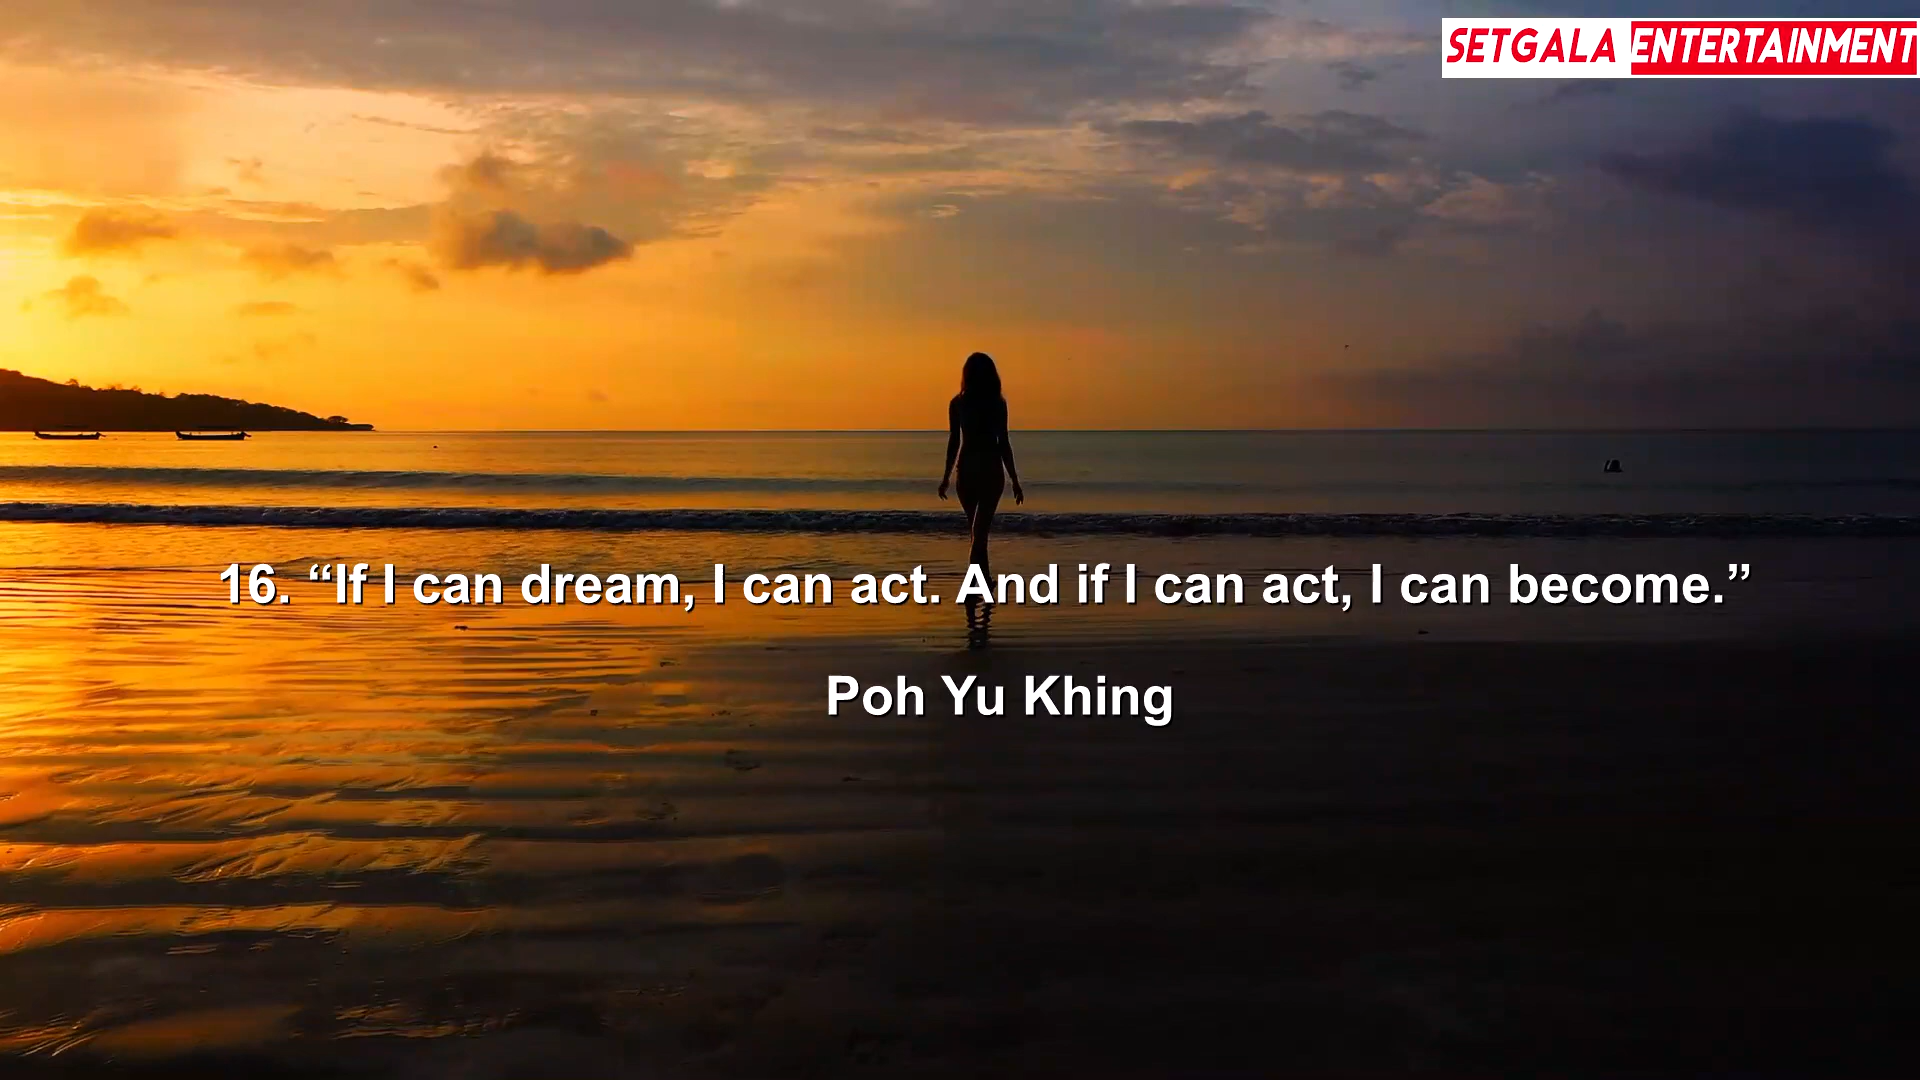 SETGALA ENTERTAINMENT
16. “If I can dream, I can act. And if I can act, I can become.”
Poh Yu Khing